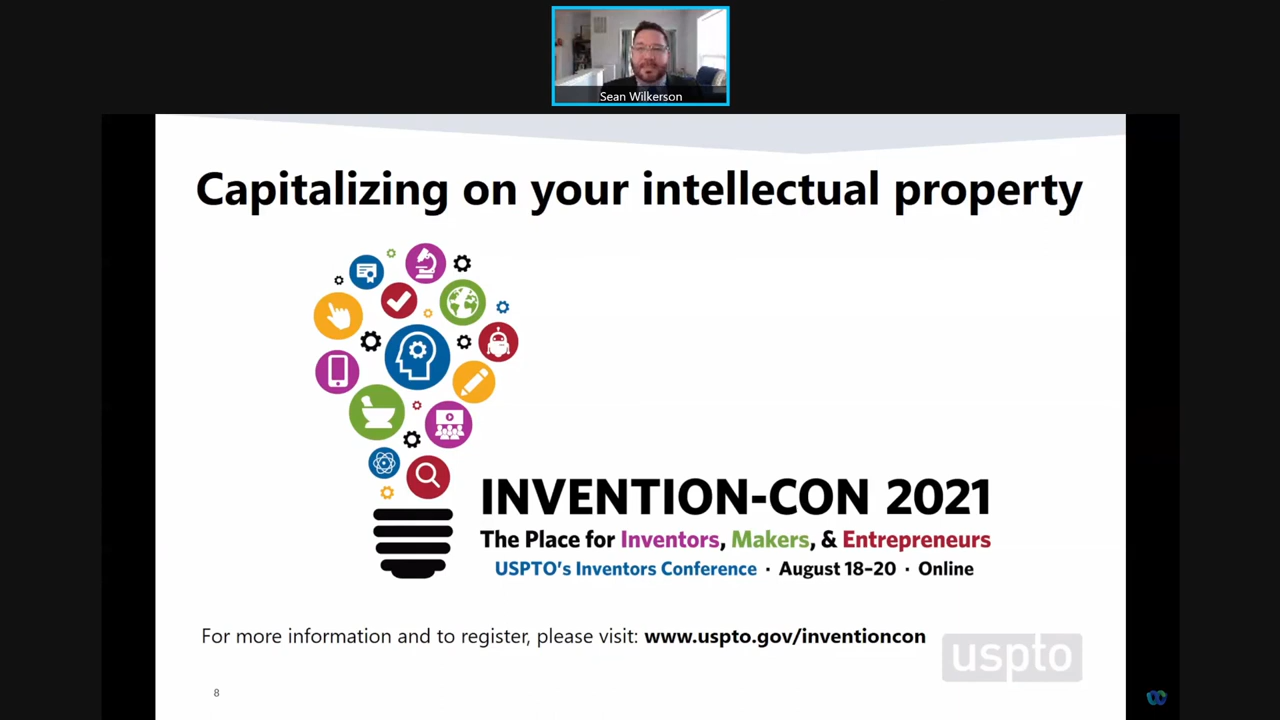 Sean Wilkerson
Capitalizing on your intellectual property
INVENTION-CON 2021
The Place for Inventors, Makers, & Entrepreneurs
USPTO's Inventors Conference · August 18–20 · Online
For more information and to register, please visit: www.uspto.gov/inventioncon
uspto
8